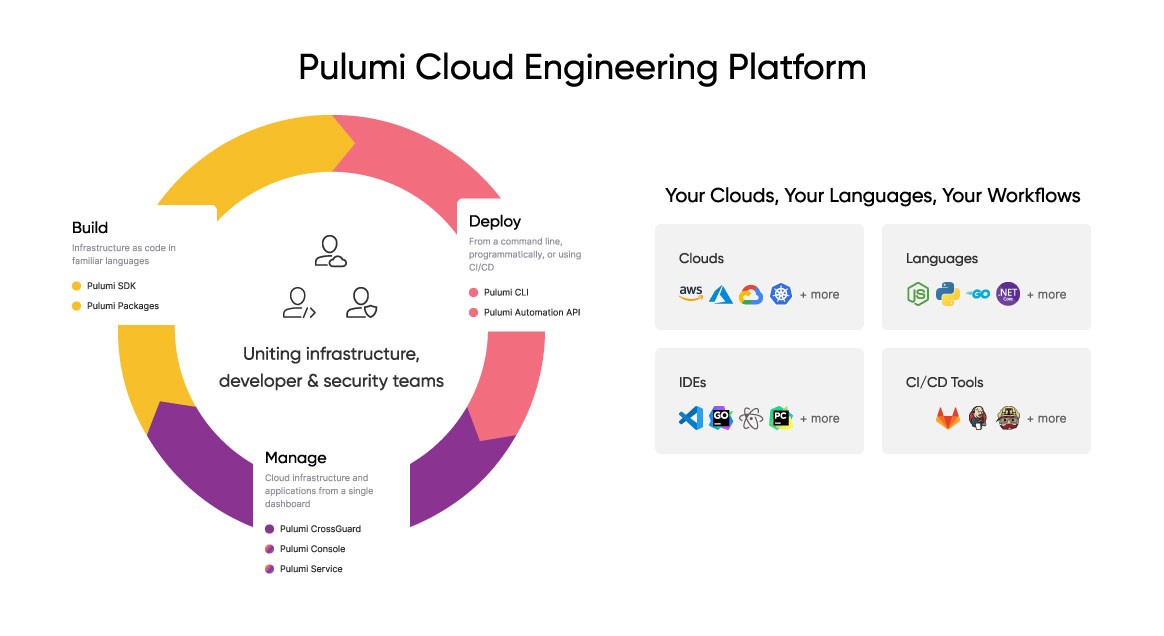 Pulumi Cloud Engineering Platform
Build
Infrastructure as code in
familiar languages
Pulumi SDK
Pulumi Packages
Deploy
From a command line,
programmatically, or using
CI/CD
Pulumi CLI
Pulumi Automation API
Uniting infrastructure,
developer & security teams
Manage
Cloud infrastructure and
applications from a single
dashboard
Pulumi CrossGuard
Pulumi Console
Pulumi Service
Your Clouds, Your Languages, Your Workflows
Clouds
aws + more
Languages
JS GO .NET Core + more
IDEs
GO PC + more
CI/CD Tools
+ more